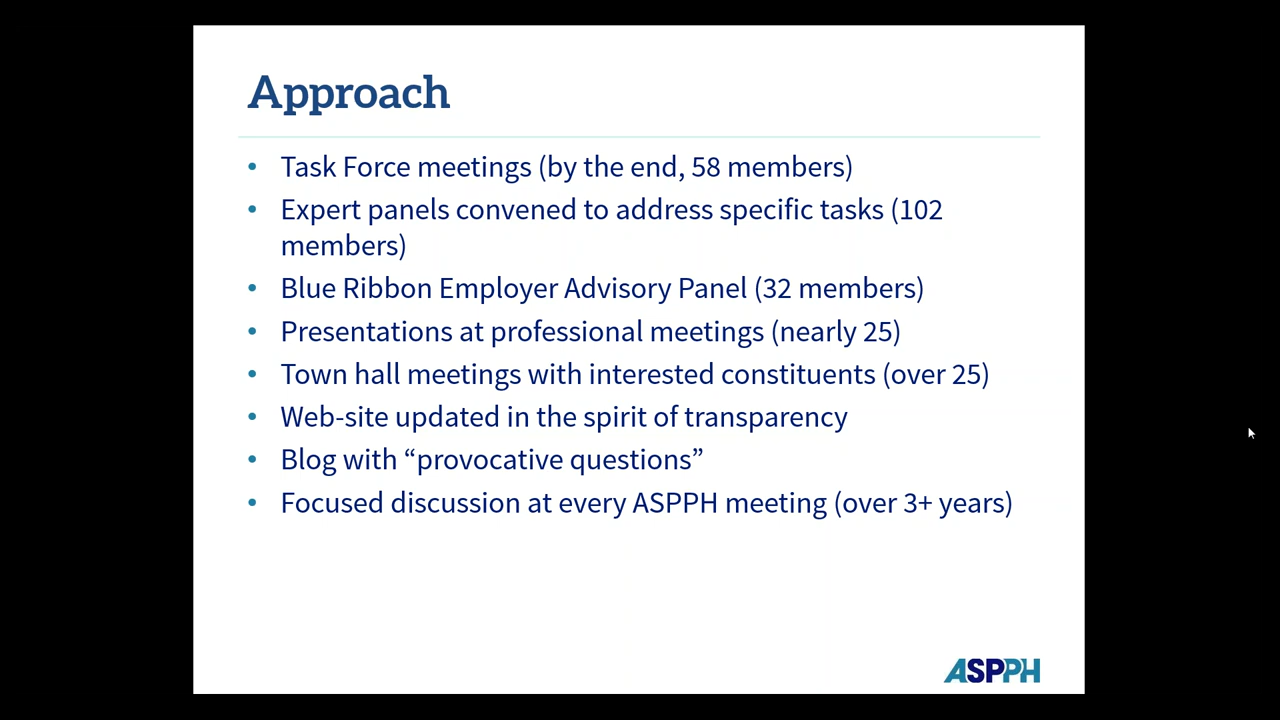 Approach
• Task Force meetings (by the end, 58 members)
• Expert panels convened to address specific tasks (102
members)
• Blue Ribbon Employer Advisory Panel (32 members)
• Presentations at professional meetings (nearly 25)
• Town hall meetings with interested constituents (over 25)
• Web-site updated in the spirit of transparency
• Blog with “provocative questions”
• Focused discussion at every ASPPH meeting (over 3+ years)
ASPPH